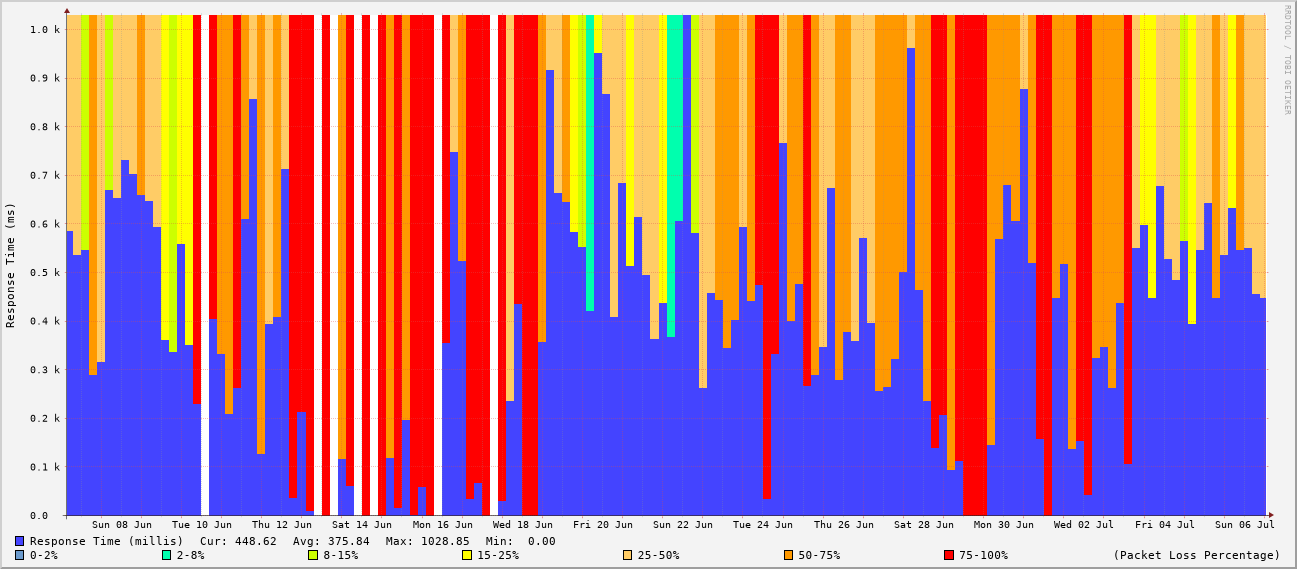 RRDTOOL / TOBI OETIKER
Response Time (ms)
1.0 k
0.9 k
0.8 k
0.7 k
0.6 k
0.5 k
0.4 k
0.3 k
0.2 k
0.1 k
0.0
Sun 08 Jun Tue 10 Jun Thu 12 Jun Sat 14 Jun Mon 16 Jun Wed 18 Jun Fri 20 Jun Sun 22 Jun Tue 24 Jun Thu 26 Jun Sat 28 Jun Mon 30 Jun Wed 02 Jul Fri 04 Jul Sun 06 Jul
Response Time (millis) Cur: 448.62 Avg: 375.84 Max: 1028.85 Min: 0.00
0-2% 2-8% 8-15% 15-25% 25-50% 50-75% 75-100% (Packet Loss Percentage)